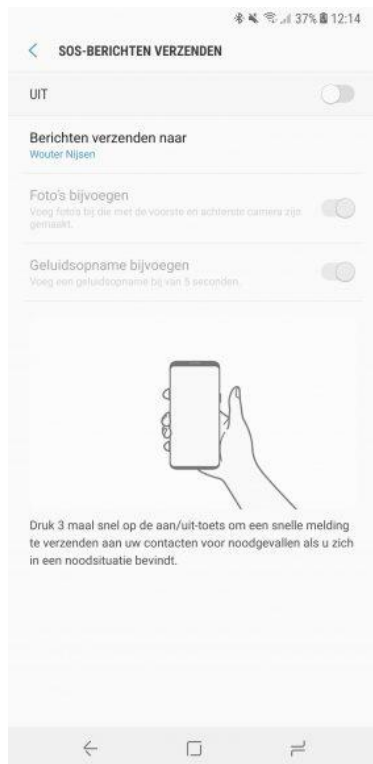 37% 12:14
SOS-BERICHTEN VERZENDEN
UIT
Berichten verzenden naar
Wouter Nijsen
Foto's bijvoegen
Voeg foto's bij die met de voorste en achterste camera zijn
gemaakt.
Geluidsopname bijvoegen
Voeg een geluidsopname bij van 5 seconden.
Druk 3 maal snel op de aan/uit-toets om een snelle melding
te verzenden aan uw contacten voor noodgevallen als u zich
in een noodsituatie bevindt.